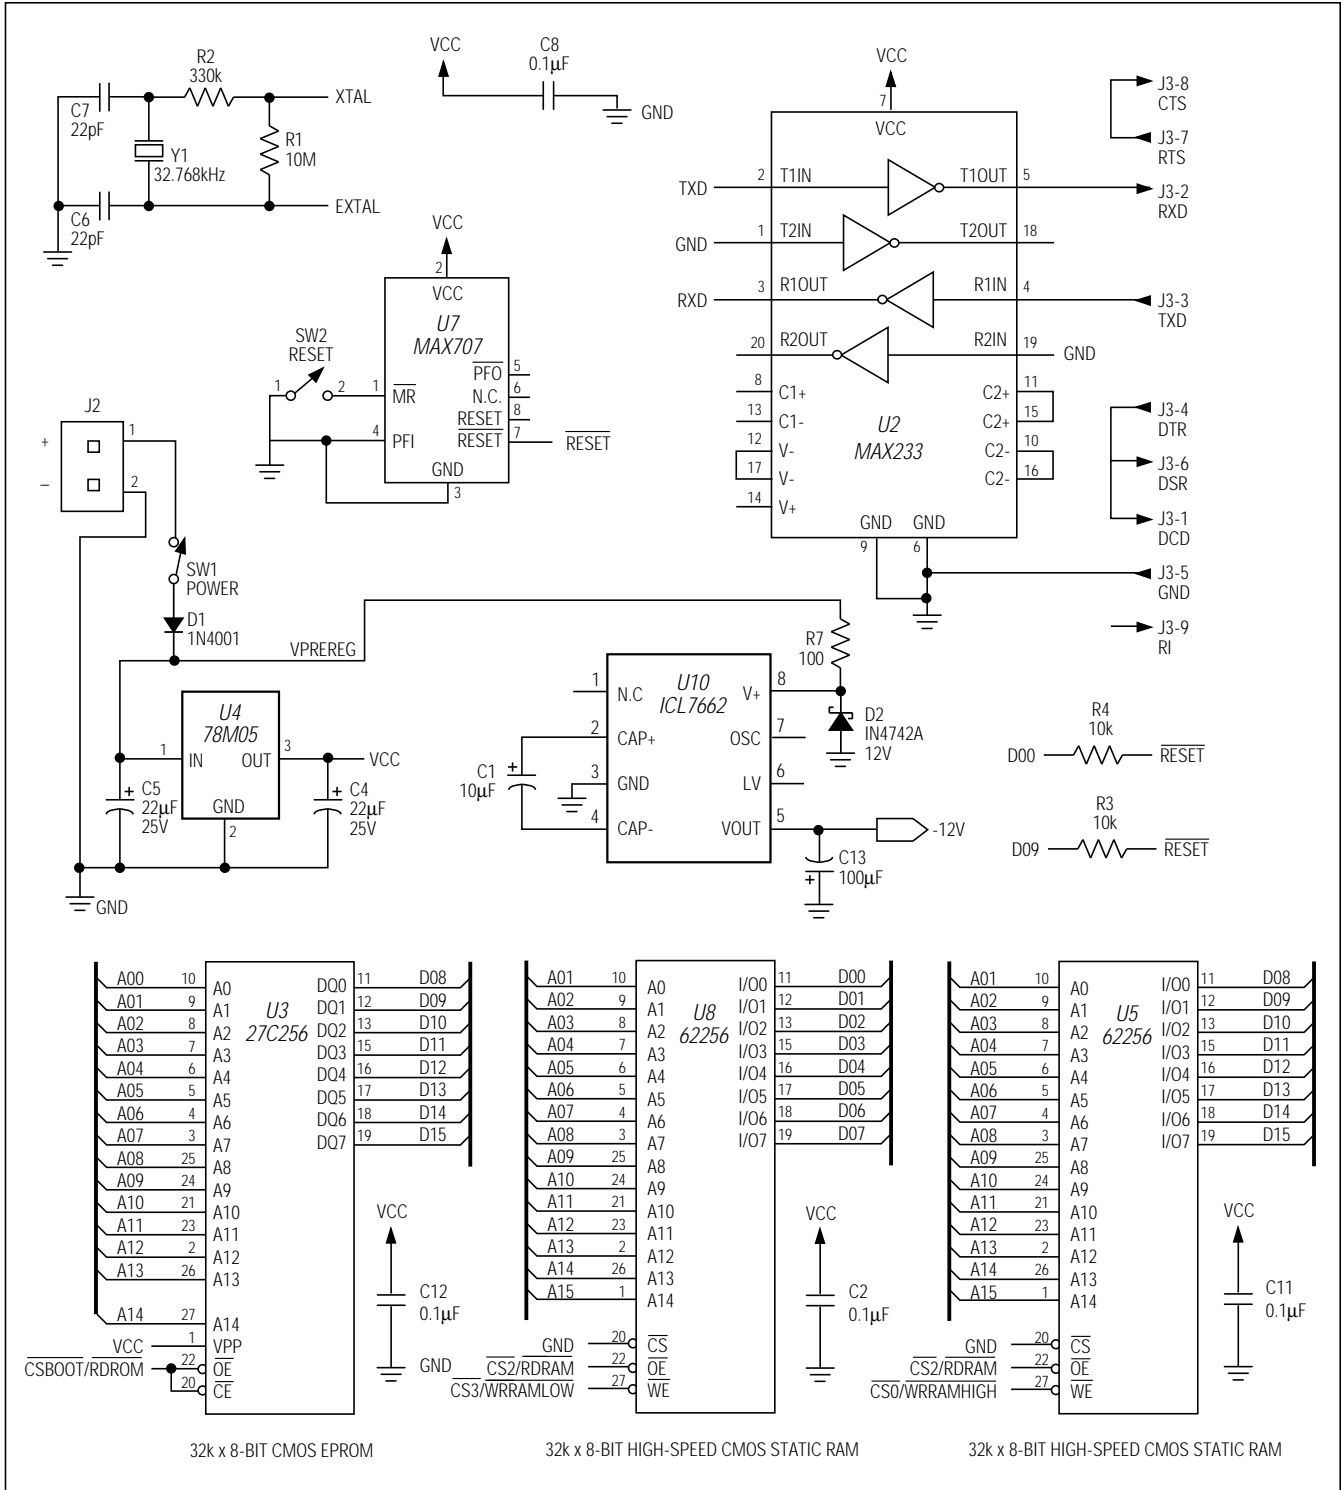 R2
330k
C7
22pF
XTAL
R1
10M
Y1
32.768kHz
C6
22pF
EXTAL
VCC
C8
0.1µF
GND
VCC
2
VCC
U7
MAX707
SW2
RESET
1
2
1
MR
4
PFI
PFO
5
N.C.
6
RESET
8
RESET
7
RESET
GND
3
VCC
7
VCC
TXD
2
T1IN
T1OUT
5
GND
1
T2IN
T2OUT
18
RXD
3
R1OUT
R1IN
4
20
R2OUT
R2IN
19
GND
8
C1+
13
C1-
12
V-
17
V-
14
V+
U2
MAX233
C2+
11
C2+
15
C2-
10
C2-
16
GND
GND
9
6
J3-8
CTS
J3-7
RTS
J3-2
RXD
J3-3
TXD
J3-4
DTR
J3-6
DSR
J3-1
DCD
J3-5
GND
J3-9
RI
J2
+
1
−
2
SW1
POWER
D1
1N4001
VPREREG
U4
78M05
1
IN
OUT
3
VCC
GND
2
C5
22µF
25V
C4
22µF
25V
GND
+
+
U10
ICL7662
1
N.C
2
CAP+
3
GND
4
CAP-
V+
8
OSC
7
LV
6
VOUT
5
C1
10µF
+
R7
100
D2
IN4742A
12V
-12V
C13
100µF
+
R4
10k
D00
RESET
R3
10k
D09
RESET
U3
27C256
A00 10 A0
A01 9 A1
A02 8 A2
A03 7 A3
A04 6 A4
A05 5 A5
A06 4 A6
A07 3 A7
A08 25 A8
A09 24 A9
A10 21 A10
A11 23 A11
A12 2 A12
A13 26 A13
A14 27 A14
VCC 1 VPP
CSBOOT/RDROM 22 OE
20 CE
DQ0 11 D08
DQ1 12 D09
DQ2 13 D10
DQ3 15 D11
DQ4 16 D12
DQ5 17 D13
DQ6 18 D14
DQ7 19 D15
VCC
C12
0.1µF
GND
32k x 8-BIT CMOS EPROM
U8
62256
A01 10 A0
A02 9 A1
A03 8 A2
A04 7 A3
A05 6 A4
A06 5 A5
A07 4 A6
A08 3 A7
A09 25 A8
A10 24 A9
A11 21 A10
A12 23 A11
A13 2 A12
A14 26 A13
A15 1 A14
GND 20 CS
CS2/RDRAM 22 OE
CS3/WRRAMLOW 27 WE
I/O0 11 D00
I/O1 12 D01
I/O2 13 D02
I/O3 15 D03
I/O4 16 D04
I/O5 17 D05
I/O6 18 D06
I/O7 19 D07
VCC
C2
0.1µF
32k x 8-BIT HIGH-SPEED CMOS STATIC RAM
U5
62256
A01 10 A0
A02 9 A1
A03 8 A2
A04 7 A3
A05 6 A4
A06 5 A5
A07 4 A6
A08 3 A7
A09 25 A8
A10 24 A9
A11 21 A10
A12 23 A11
A13 2 A12
A14 26 A13
A15 1 A14
GND 20 CS
CS2/RDRAM 22 OE
CS0/WRRAMHIGH 27 WE
I/O0 11 D08
I/O1 12 D09
I/O2 13 D10
I/O3 15 D11
I/O4 16 D12
I/O5 17 D13
I/O6 18 D14
I/O7 19 D15
VCC
C11
0.1µF
32k x 8-BIT HIGH-SPEED CMOS STATIC RAM